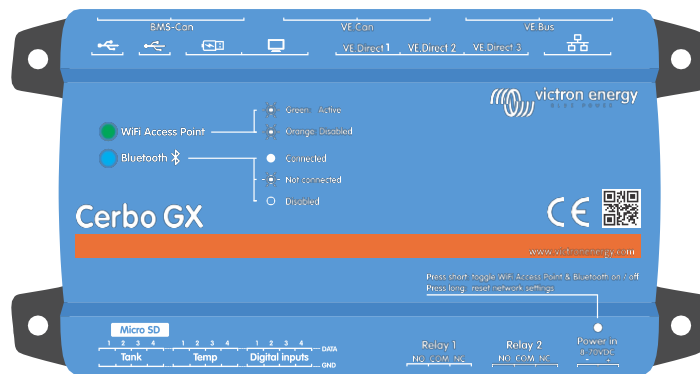 BMS-Can VE.Can VE.Bus
VE.Direct 1 VE.Direct 2 VE.Direct 3
victron energy
BLUE POWER
WiFi Access Point
Green: Active
Orange: Disabled
Bluetooth
Connected
Not connected
Disabled
Cerbo GX
CE
www.victronenergy.com
Press short: toggle WiFi Access Point & Bluetooth on / off
Press long: reset network settings
Micro SD
1 2 3 4 1 2 3 4 1 2 3 4 DATA
Tank Temp Digital inputs
GND
Relay 1
NO COM NC
Relay 2
NO COM NC
Power in
8-70VDC
- +